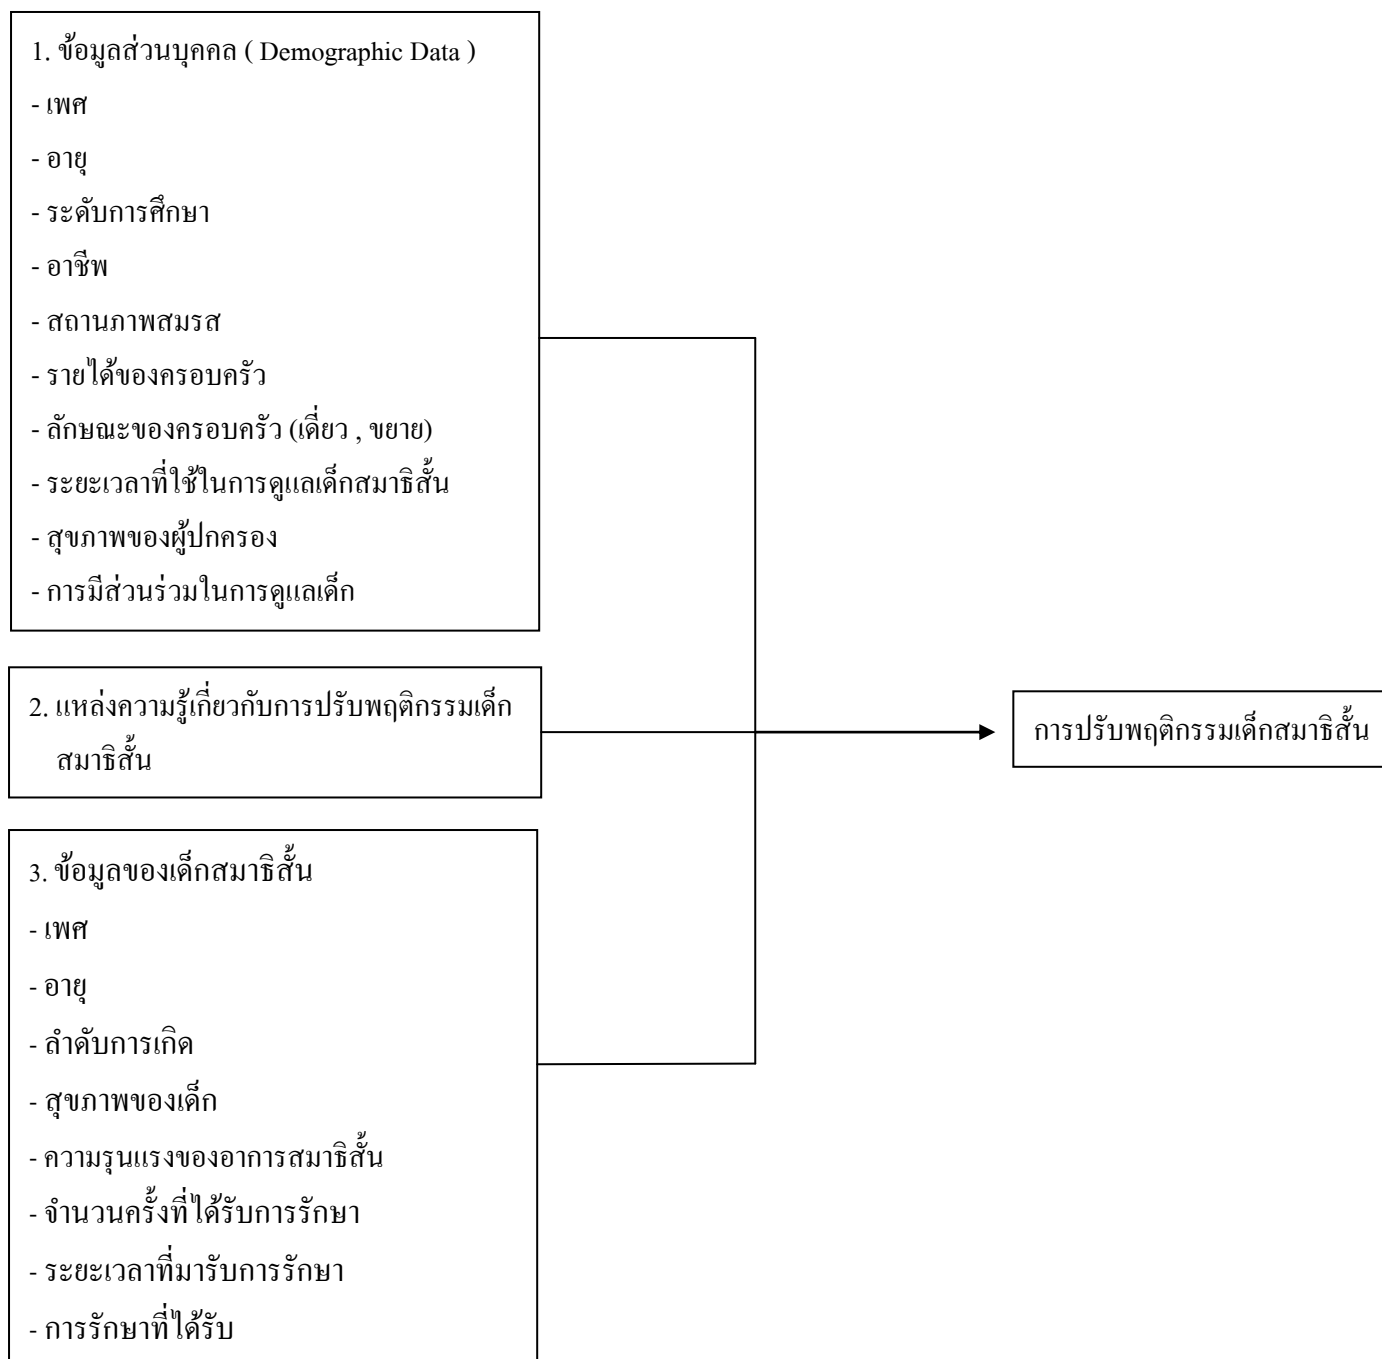 1. ข้อมูลส่วนบุคคล ( Demographic Data )
- เพศ
- อายุ
- ระดับการศึกษา
- อาชีพ
- สถานภาพสมรส
- รายได้ของครอบครัว
- ลักษณะของครอบครัว (เดี่ยว , ขยาย)
- ระยะเวลาที่ใช้ในการดูแลเด็กสมาธิสั้น
- สุขภาพของผู้ปกครอง
- การมีส่วนร่วมในการดูแลเด็ก
2. แหล่งความรู้เกี่ยวกับการปรับพฤติกรรมเด็ก
สมาธิสั้น
การปรับพฤติกรรมเด็กสมาธิสั้น
3. ข้อมูลของเด็กสมาธิสั้น
- เพศ
- อายุ
- ลำดับการเกิด
- สุขภาพของเด็ก
- ความรุนแรงของอาการสมาธิสั้น
- จำนวนครั้งที่ได้รับการรักษา
- ระยะเวลาที่มารับการรักษา
- การรักษาที่ได้รับ